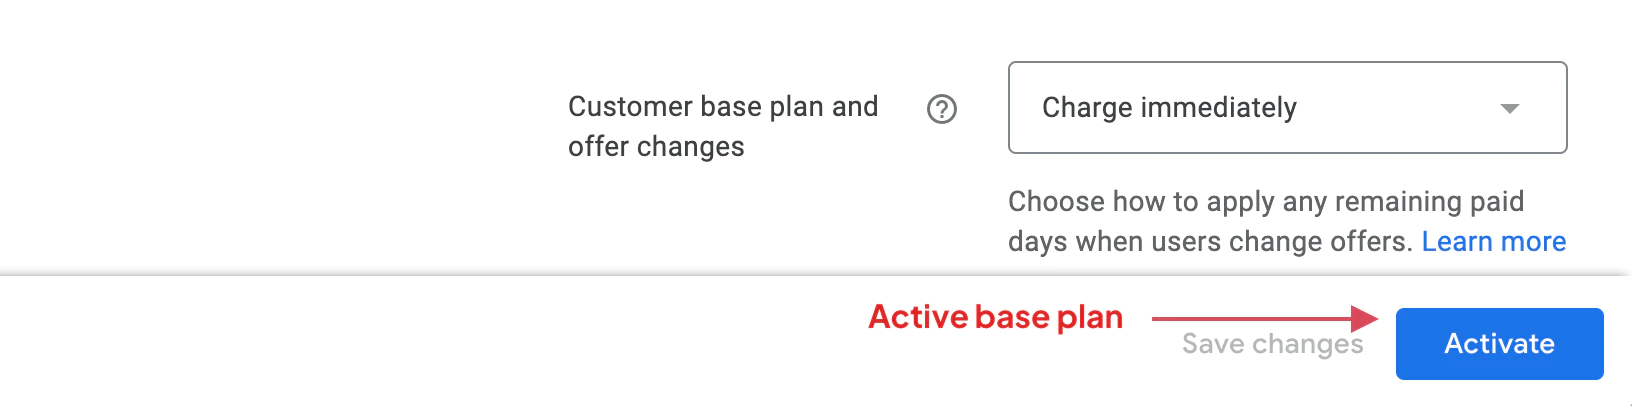 Customer base plan and
offer changes
Charge immediately
Choose how to apply any remaining paid
days when users change offers. Learn more
Active base plan
Save changes
Activate